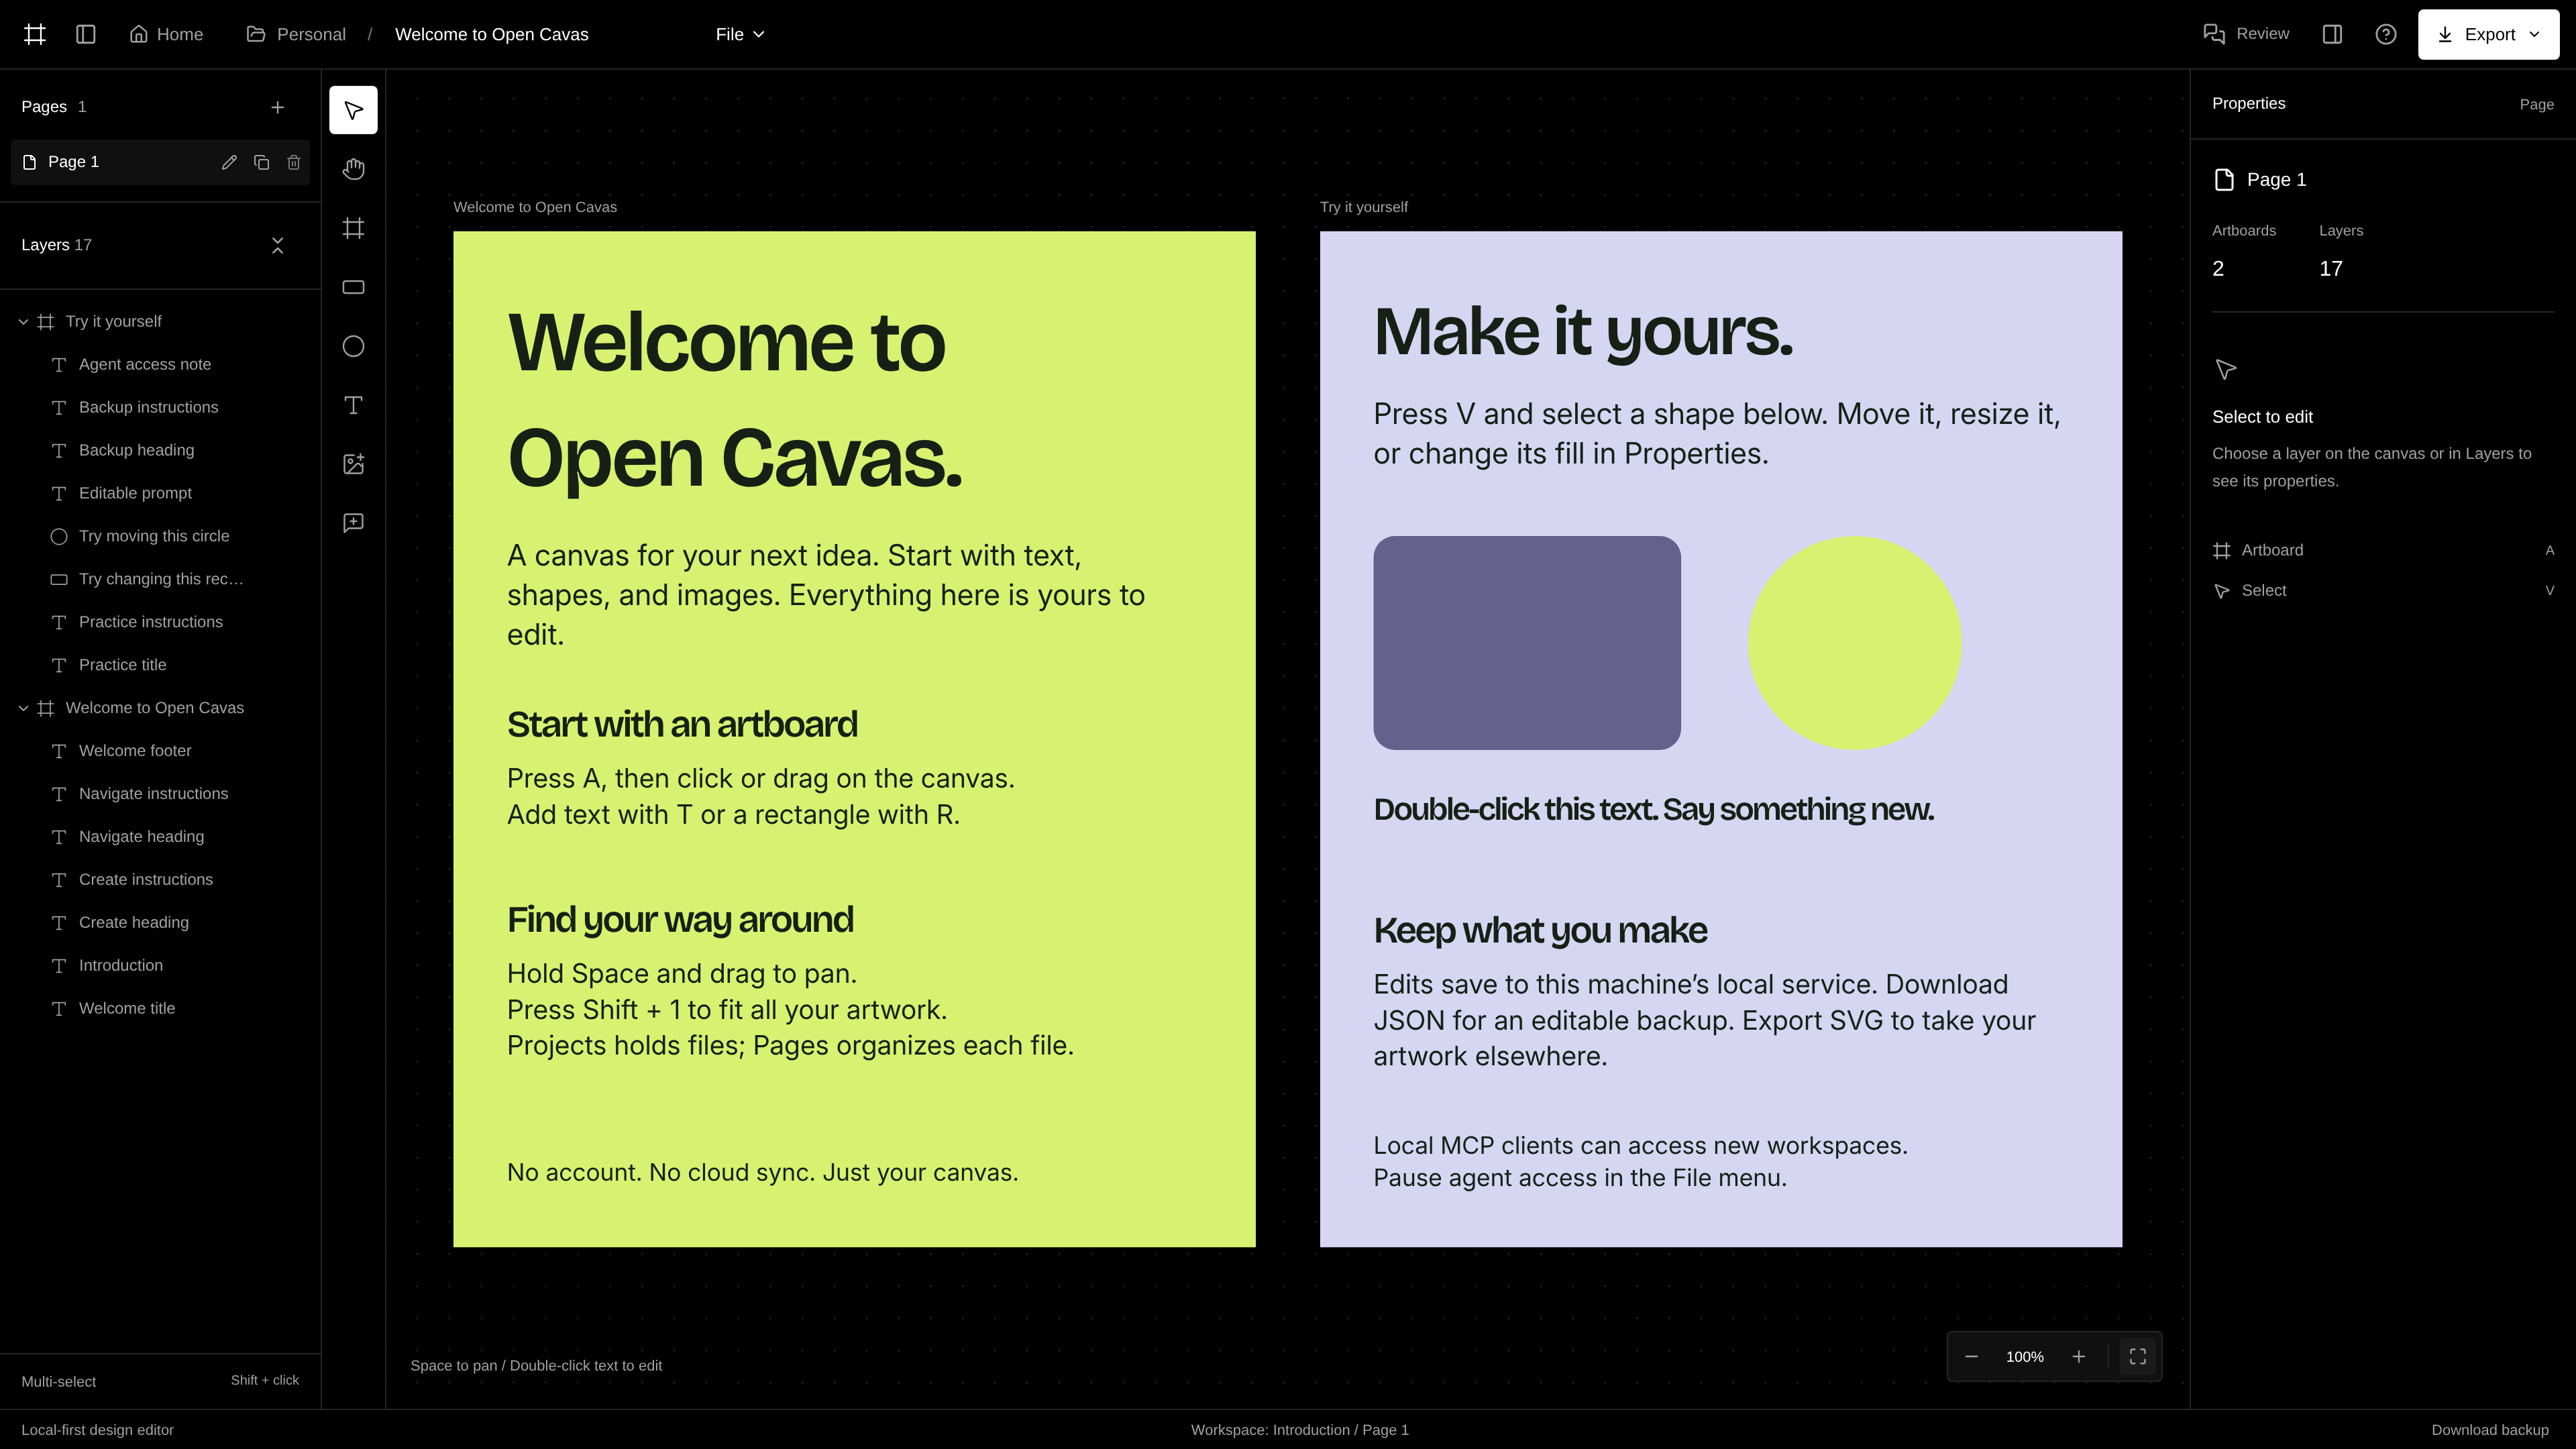 Home
Personal / Welcome to Open Cavas
File
Review
Export
Pages 1
Page 1
Layers 17
Try it yourself
Agent access note
Backup instructions
Backup heading
Editable prompt
Try moving this circle
Try changing this rec…
Practice instructions
Practice title
Welcome to Open Cavas
Welcome footer
Navigate instructions
Navigate heading
Create instructions
Create heading
Introduction
Welcome title
Multi-select
Shift + click
Welcome to Open Cavas
Welcome to
Open Cavas.
A canvas for your next idea. Start with text,
shapes, and images. Everything here is yours to
edit.
Start with an artboard
Press A, then click or drag on the canvas.
Add text with T or a rectangle with R.
Find your way around
Hold Space and drag to pan.
Press Shift + 1 to fit all your artwork.
Projects holds files; Pages organizes each file.
No account. No cloud sync. Just your canvas.
Try it yourself
Make it yours.
Press V and select a shape below. Move it, resize it,
or change its fill in Properties.
Double-click this text. Say something new.
Keep what you make
Edits save to this machine’s local service. Download
JSON for an editable backup. Export SVG to take your
artwork elsewhere.
Local MCP clients can access new workspaces.
Pause agent access in the File menu.
Space to pan / Double-click text to edit
100%
Properties
Page
Page 1
Artboards
Layers
2
17
Select to edit
Choose a layer on the canvas or in Layers to
see its properties.
Artboard
A
Select
V
Local-first design editor
Workspace: Introduction / Page 1
Download backup